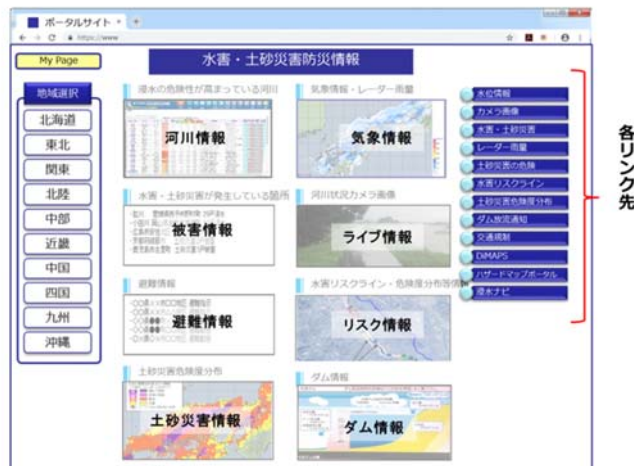 ポータルサイト
https://www
My Page
水害・土砂災害防災情報
地域選択
北海道
東北
関東
北陸
中部
近畿
中国
四国
九州
沖縄
浸水の危険性が高まっている河川
河川情報
気象情報・レーダー雨量
気象情報
水害・土砂災害が発生している箇所
被害情報
河川状況カメラ画像
ライブ情報
避難情報
避難情報
水害リスクライン・危険度分布等情報
リスク情報
土砂災害危険度分布
土砂災害情報
ダム情報
ダム情報
水位情報
カメラ画像
水害・土砂災害
レーダー雨量
土砂災害の危険
水害リスクライン
土砂災害危険度分布
ダム放流通知
交通規制
DiMAPS
ハザードマップポータル
浸水ナビ
各リンク先